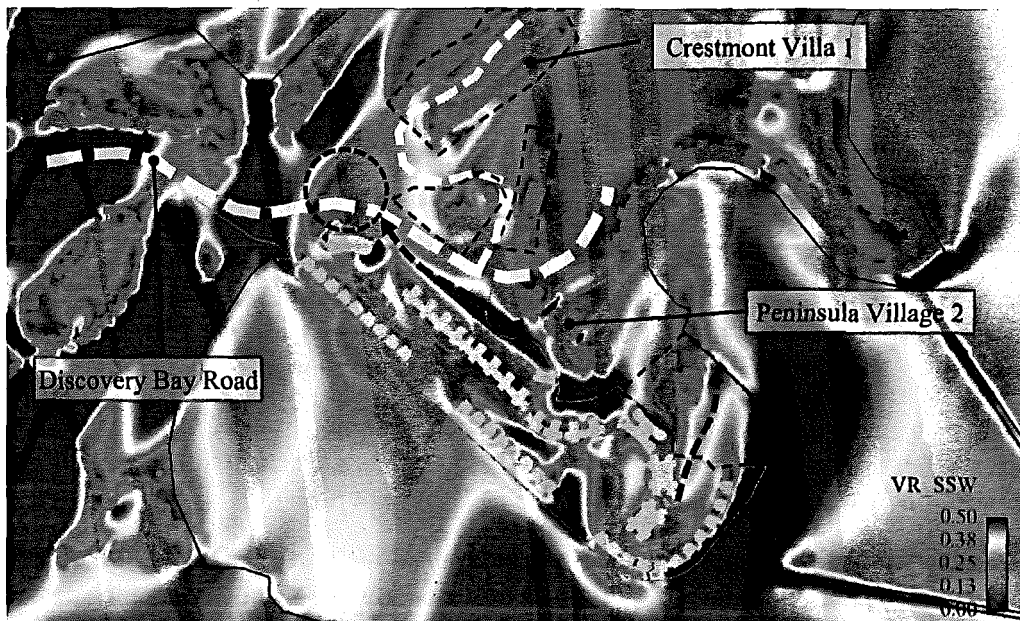 Crestmont Villa 1
Peninsula Village 2
Discovery Bay Road
VR_SSW
0.50
0.38
0.25
0.13
0.00